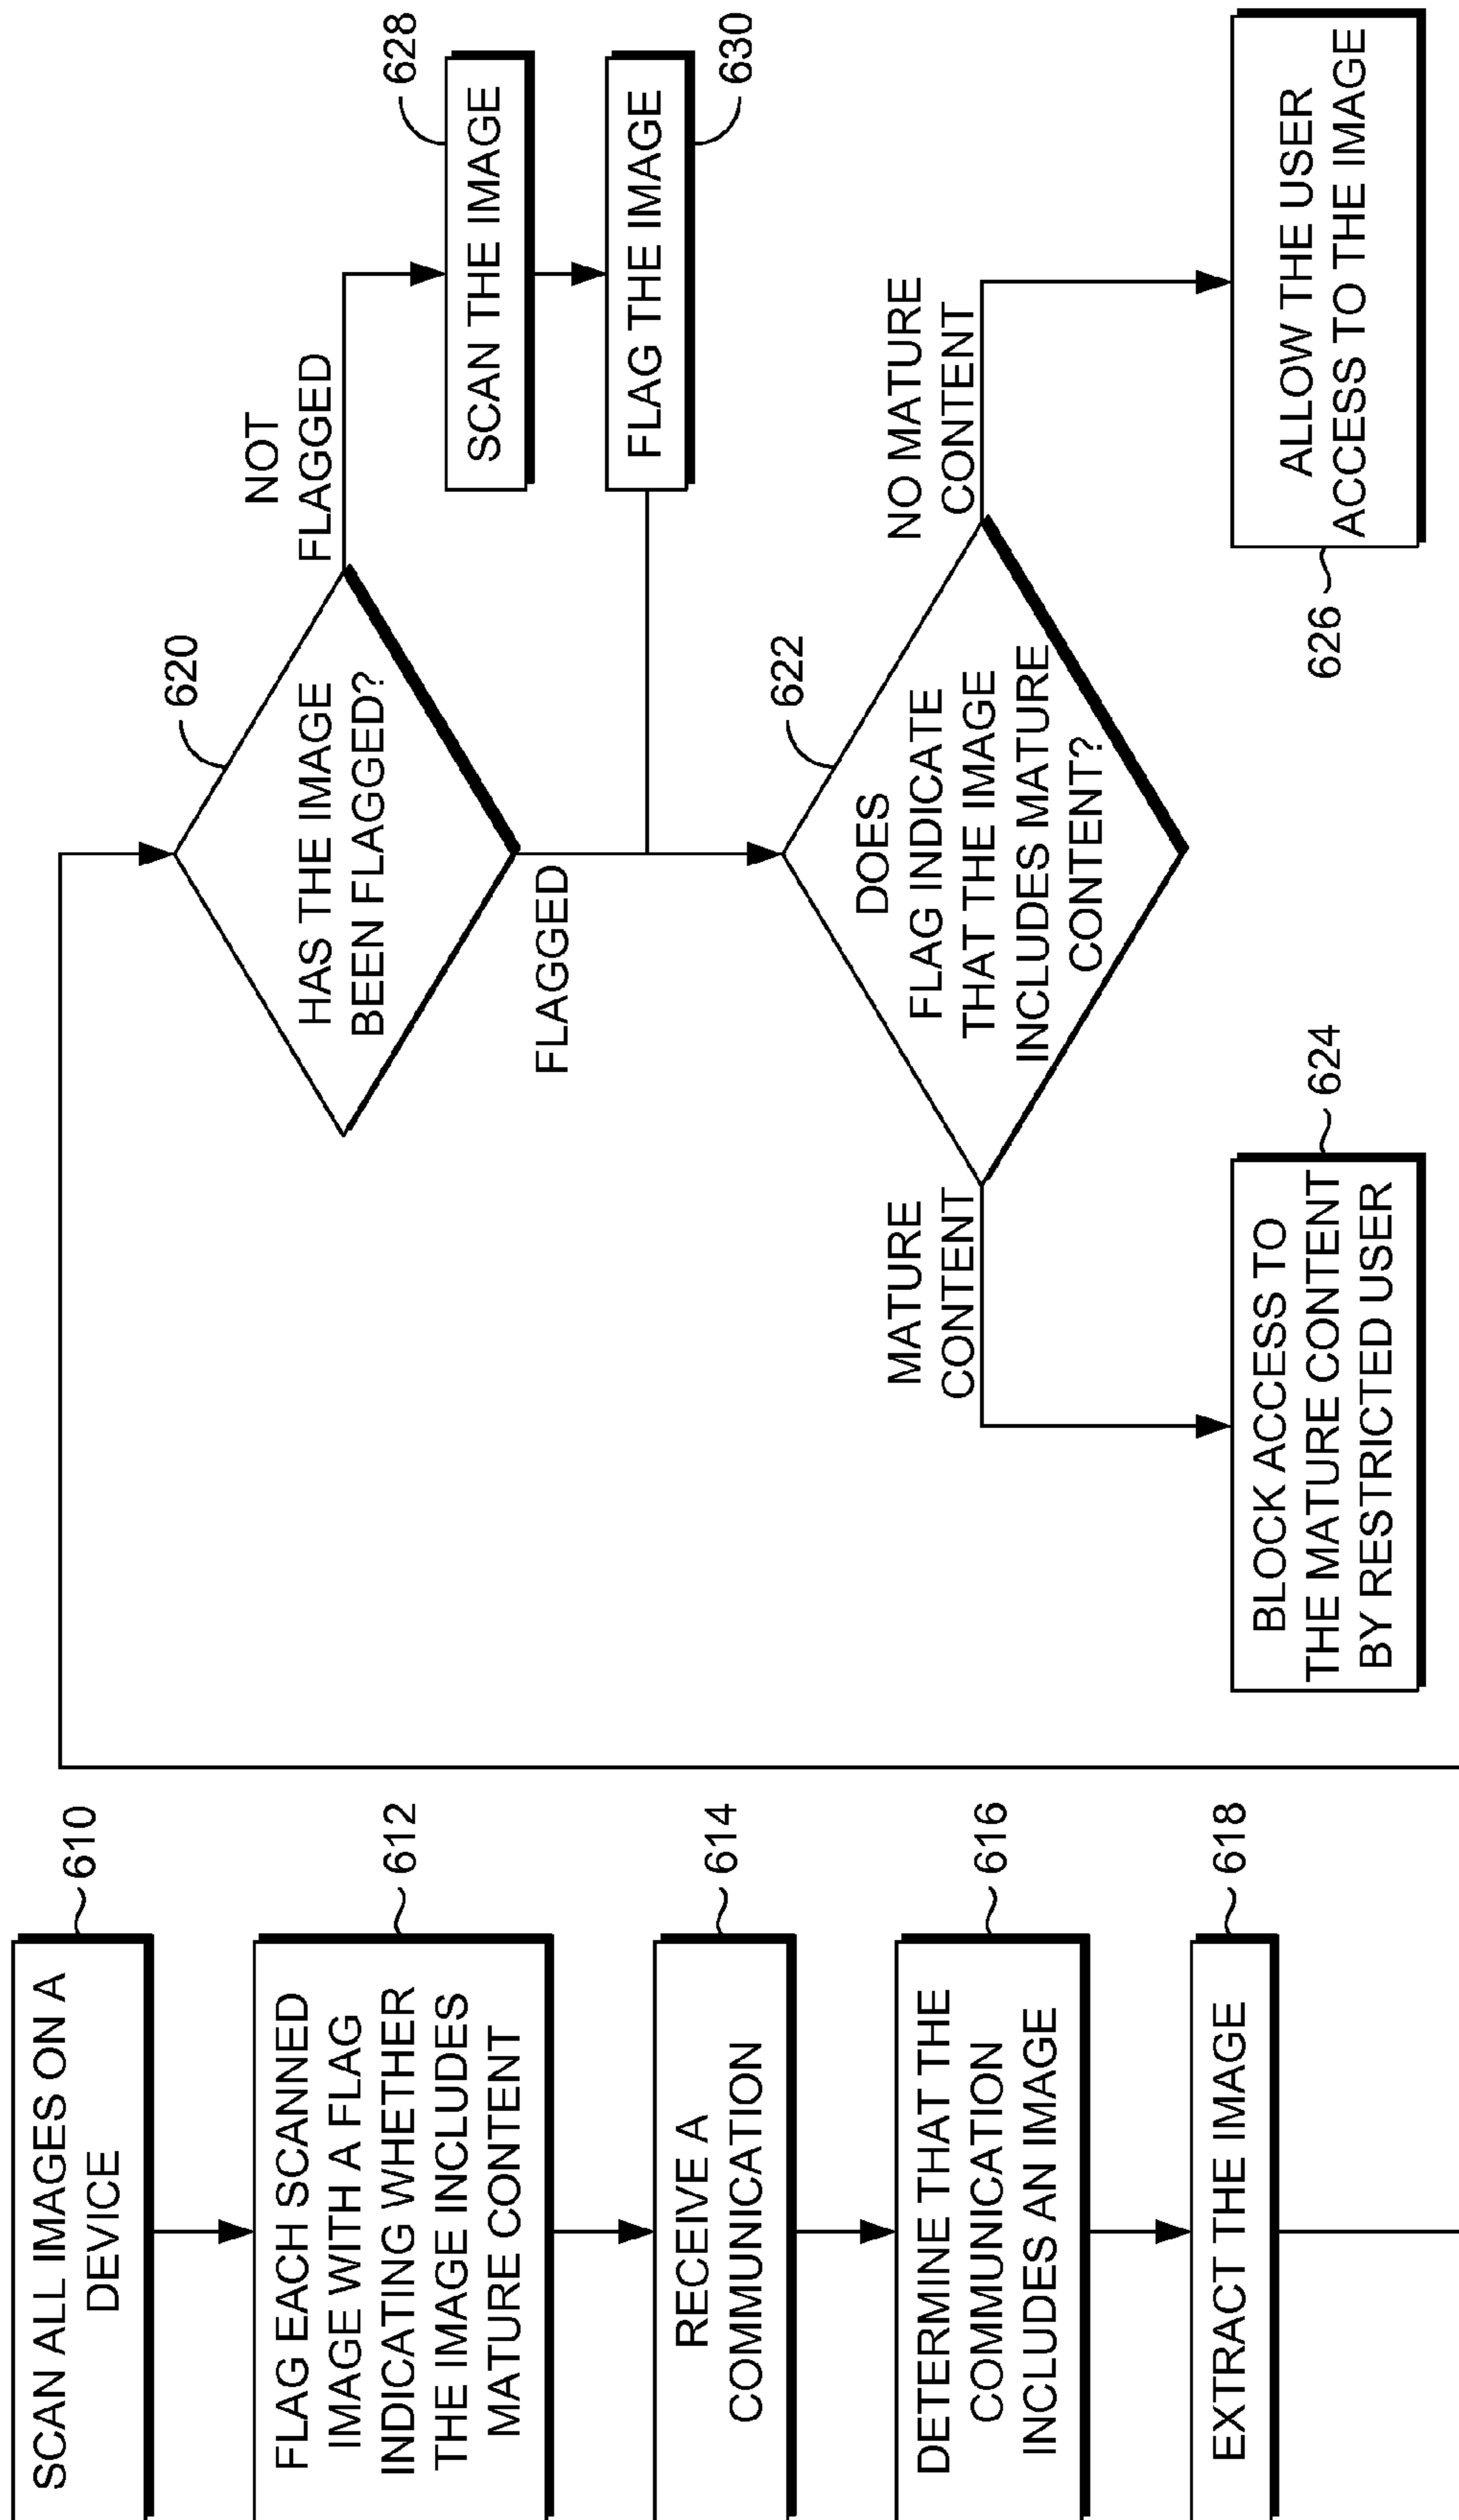 SCAN ALL IMAGES ON A
DEVICE
610
FLAG EACH SCANNED
IMAGE WITH A FLAG
INDICATING WHETHER
THE IMAGE INCLUDES
MATURE CONTENT
612
RECEIVE A
COMMUNICATION
614
DETERMINE THAT THE
COMMUNICATION
INCLUDES AN IMAGE
616
EXTRACT THE IMAGE
618
620
HAS THE IMAGE
BEEN FLAGGED?
NOT
FLAGGED
628
SCAN THE IMAGE
FLAG THE IMAGE
630
FLAGGED
622
DOES
FLAG INDICATE
THAT THE IMAGE
INCLUDES MATURE
CONTENT?
MATURE
CONTENT
NO MATURE
CONTENT
BLOCK ACCESS TO
THE MATURE CONTENT
BY RESTRICTED USER
624
626
ALLOW THE USER
ACCESS TO THE IMAGE